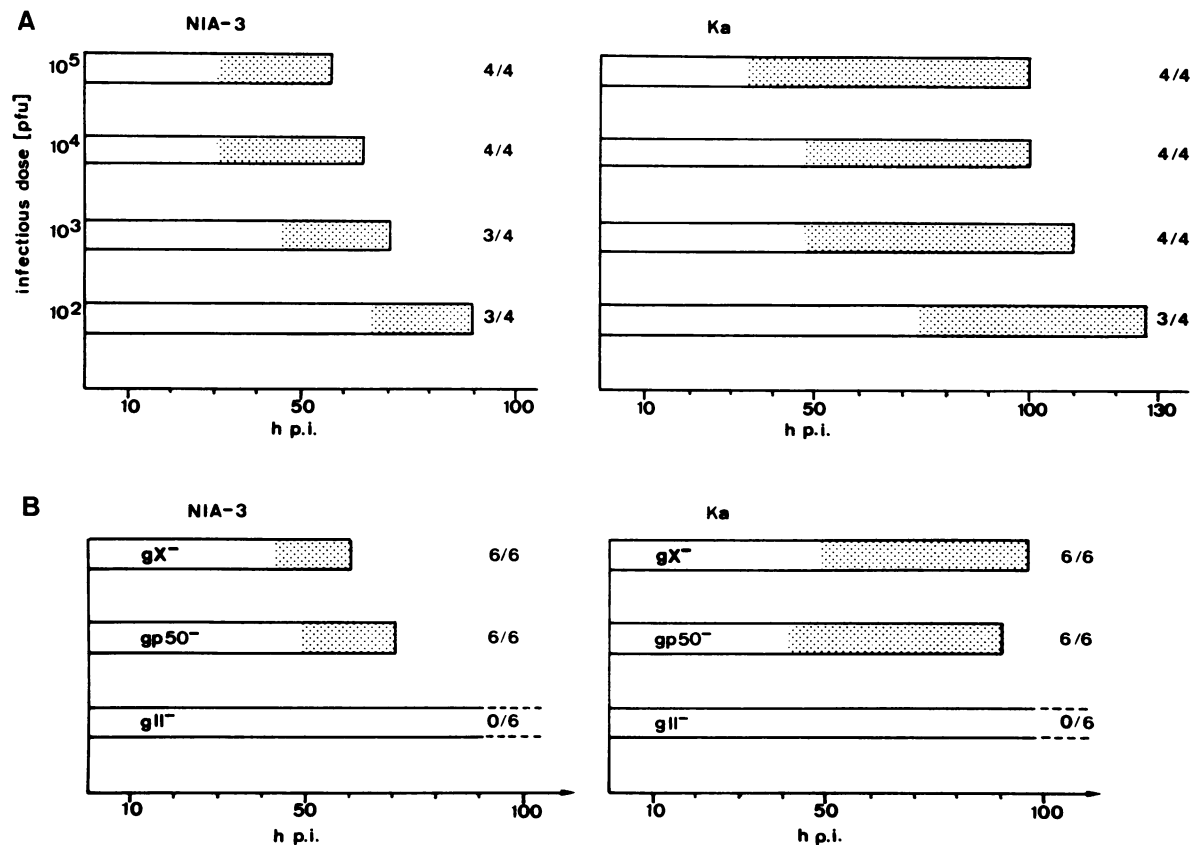 A
NIA-3
Ka
infectious dose [pfu]
10⁵
4/4
4/4
10⁴
4/4
4/4
10³
3/4
4/4
10²
3/4
3/4
10 50 100
10 50 100 130
h p.i.
h p.i.
B
NIA-3
Ka
gX⁻
6/6
gX⁻
6/6
gp50⁻
6/6
gp50⁻
6/6
gII⁻
0/6
gII⁻
0/6
10 50 100
10 50 100
h p.i.
h p.i.